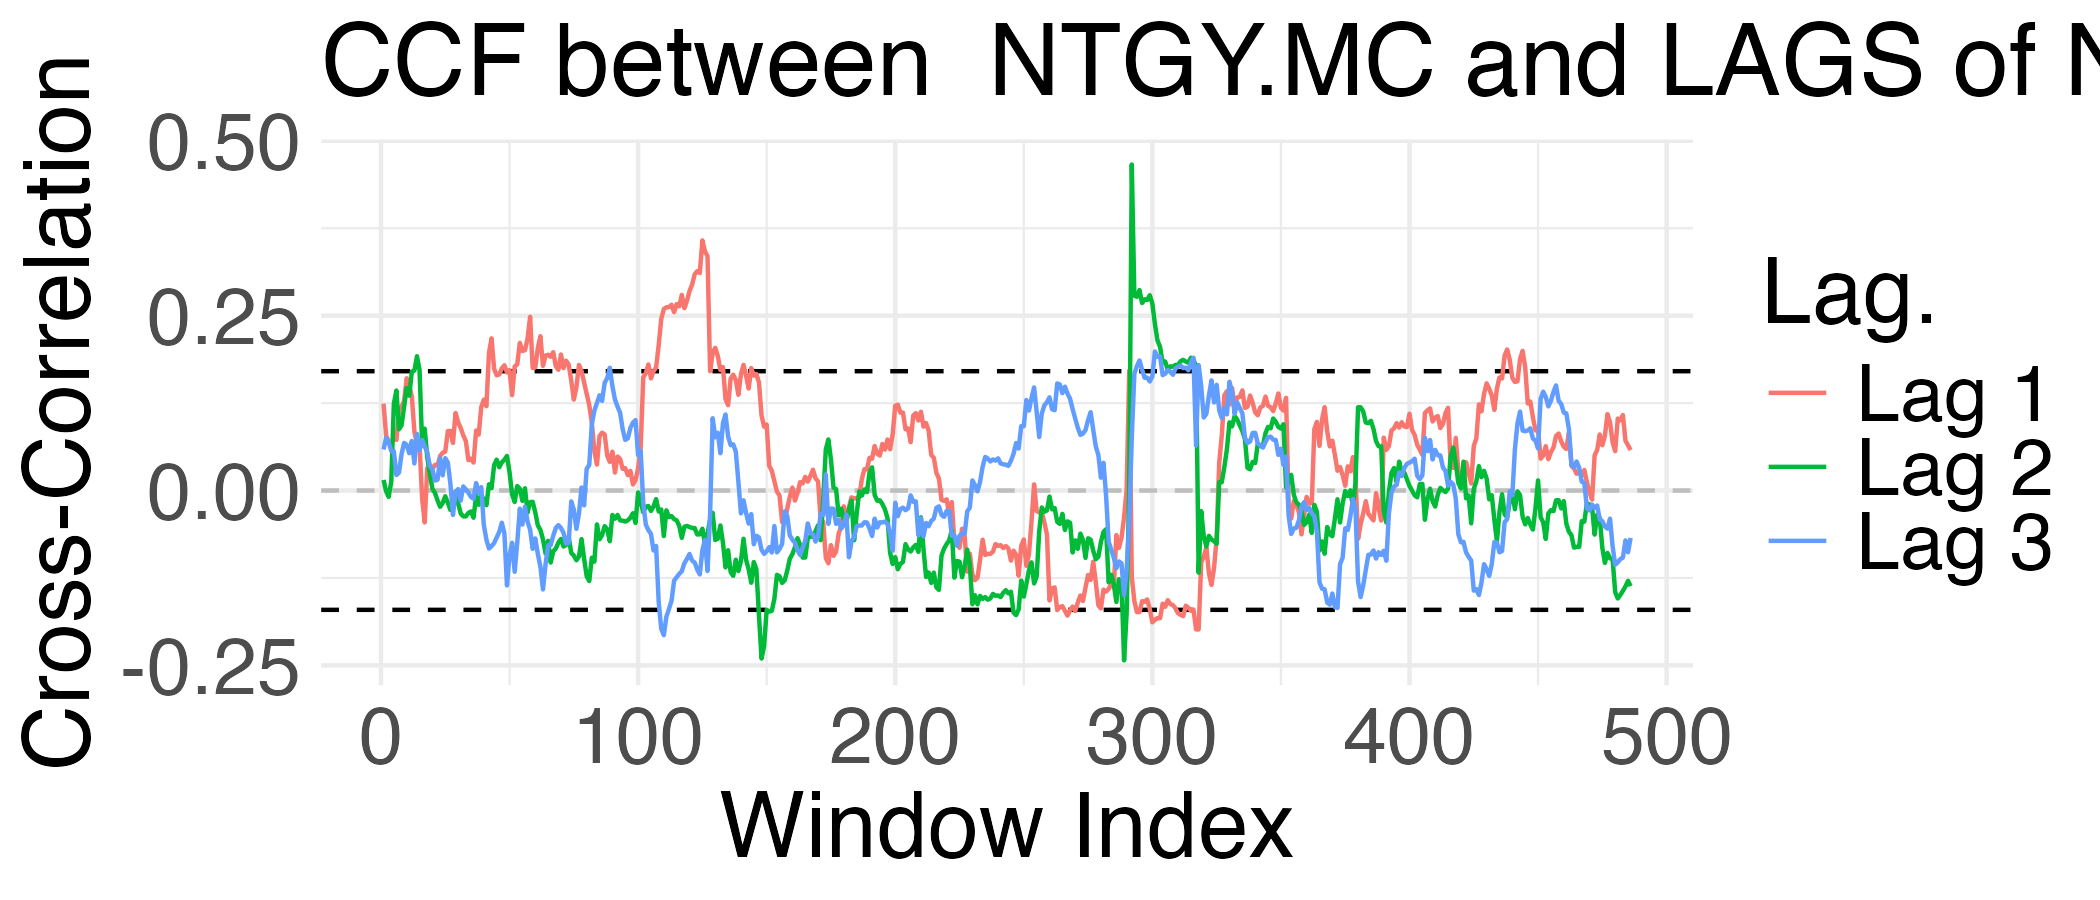 CCF between NTGY.MC and LAGS of N
Cross-Correlation
0.50
0.25
0.00
-0.25
0 100 200 300 400 500
Window Index
Lag.
Lag 1
Lag 2
Lag 3